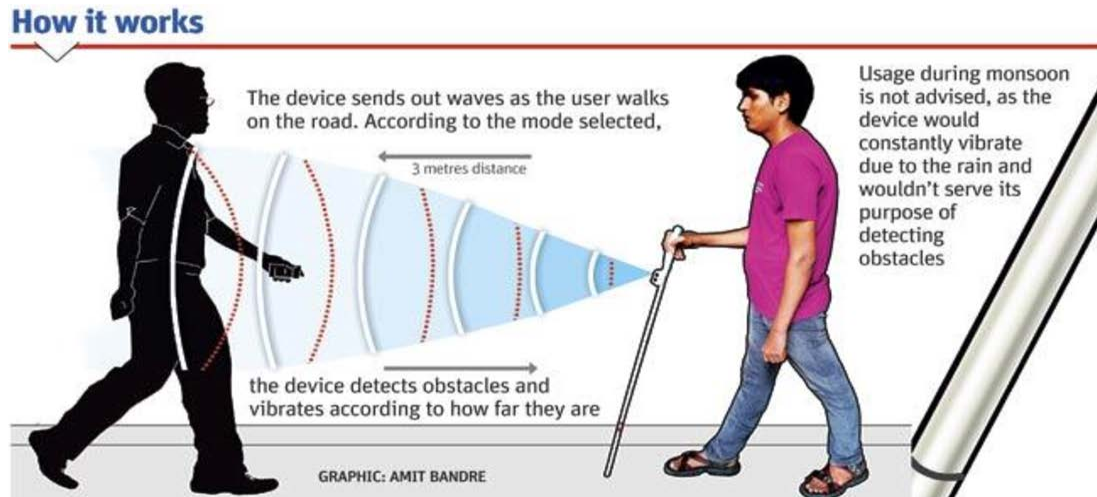 How it works
The device sends out waves as the user walks
on the road. According to the mode selected,
3 metres distance
the device detects obstacles and
vibrates according to how far they are
Usage during monsoon
is not advised, as the
device would
constantly vibrate
due to the rain and
wouldn't serve its
purpose of
detecting
obstacles
GRAPHIC: AMIT BANDRE